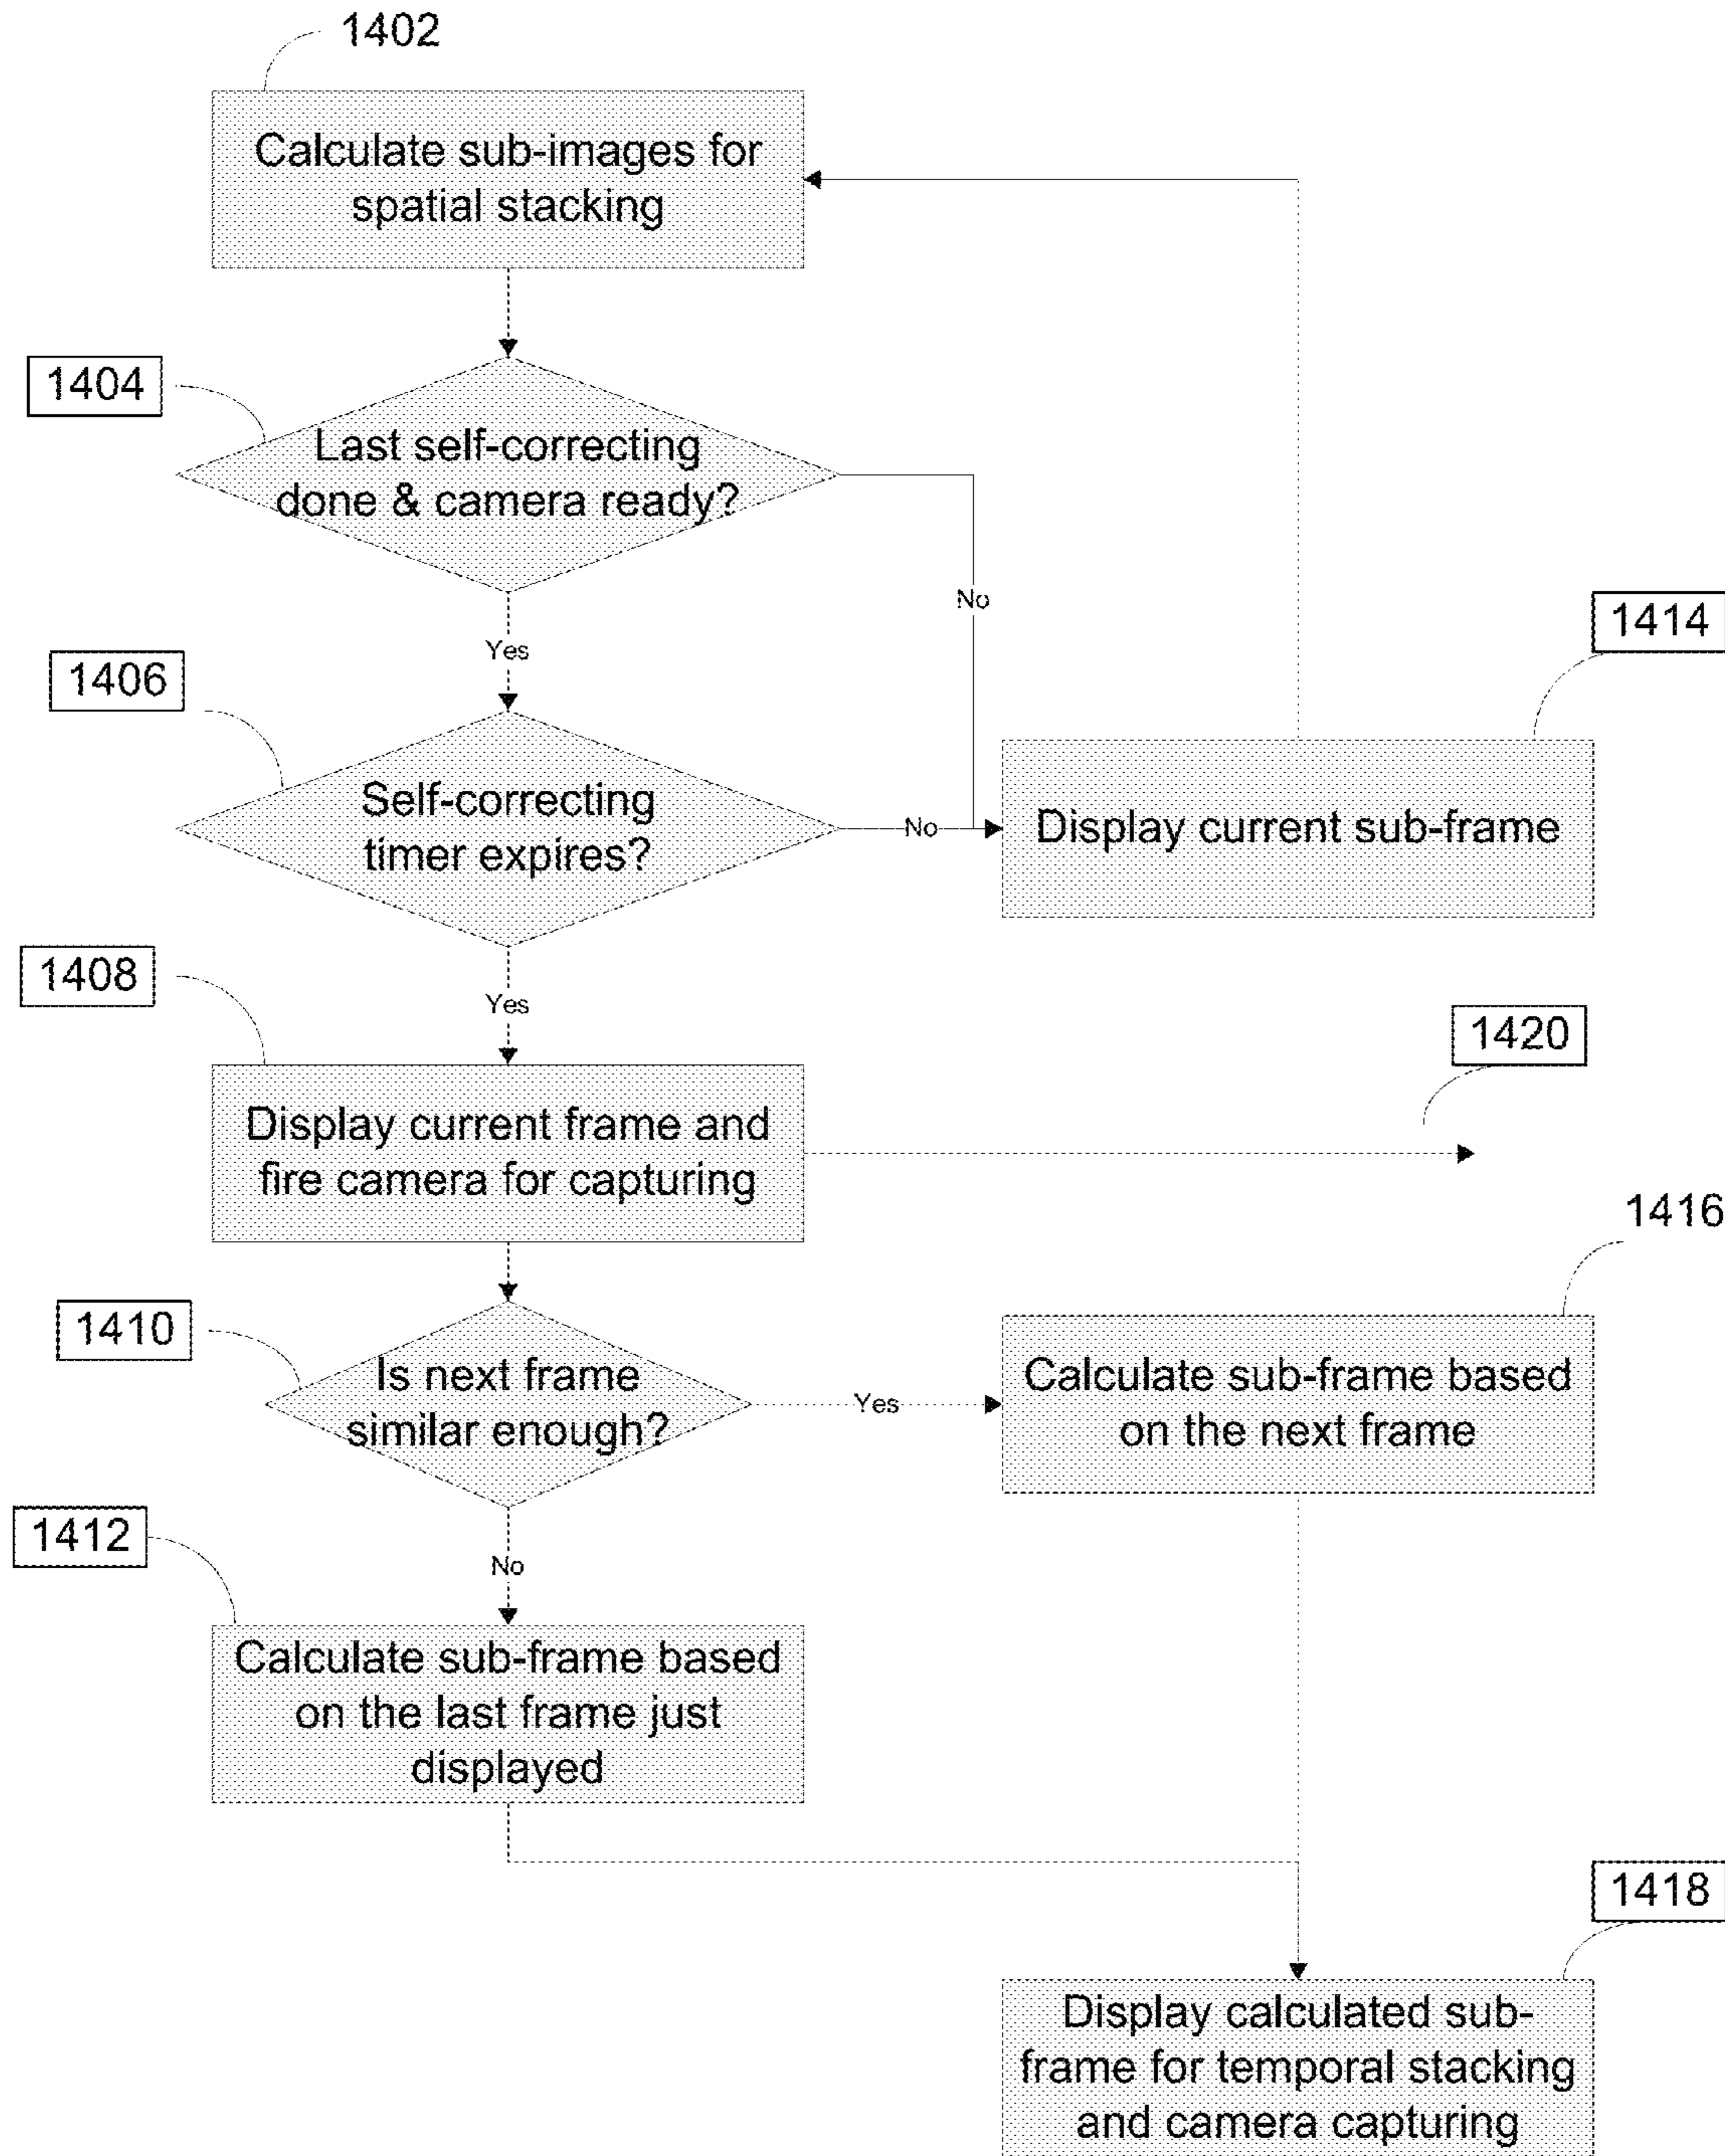 1402
Calculate sub-images for
spatial stacking
1404
Last self-correcting
done & camera ready?
No
1414
Yes
1406
Self-correcting
timer expires?
No
Display current sub-frame
1408
Yes
1420
Display current frame and
fire camera for capturing
1416
1410
Is next frame
similar enough?
Yes
Calculate sub-frame based
on the next frame
1412
No
Calculate sub-frame based
on the last frame just
displayed
1418
Display calculated sub-
frame for temporal stacking
and camera capturing